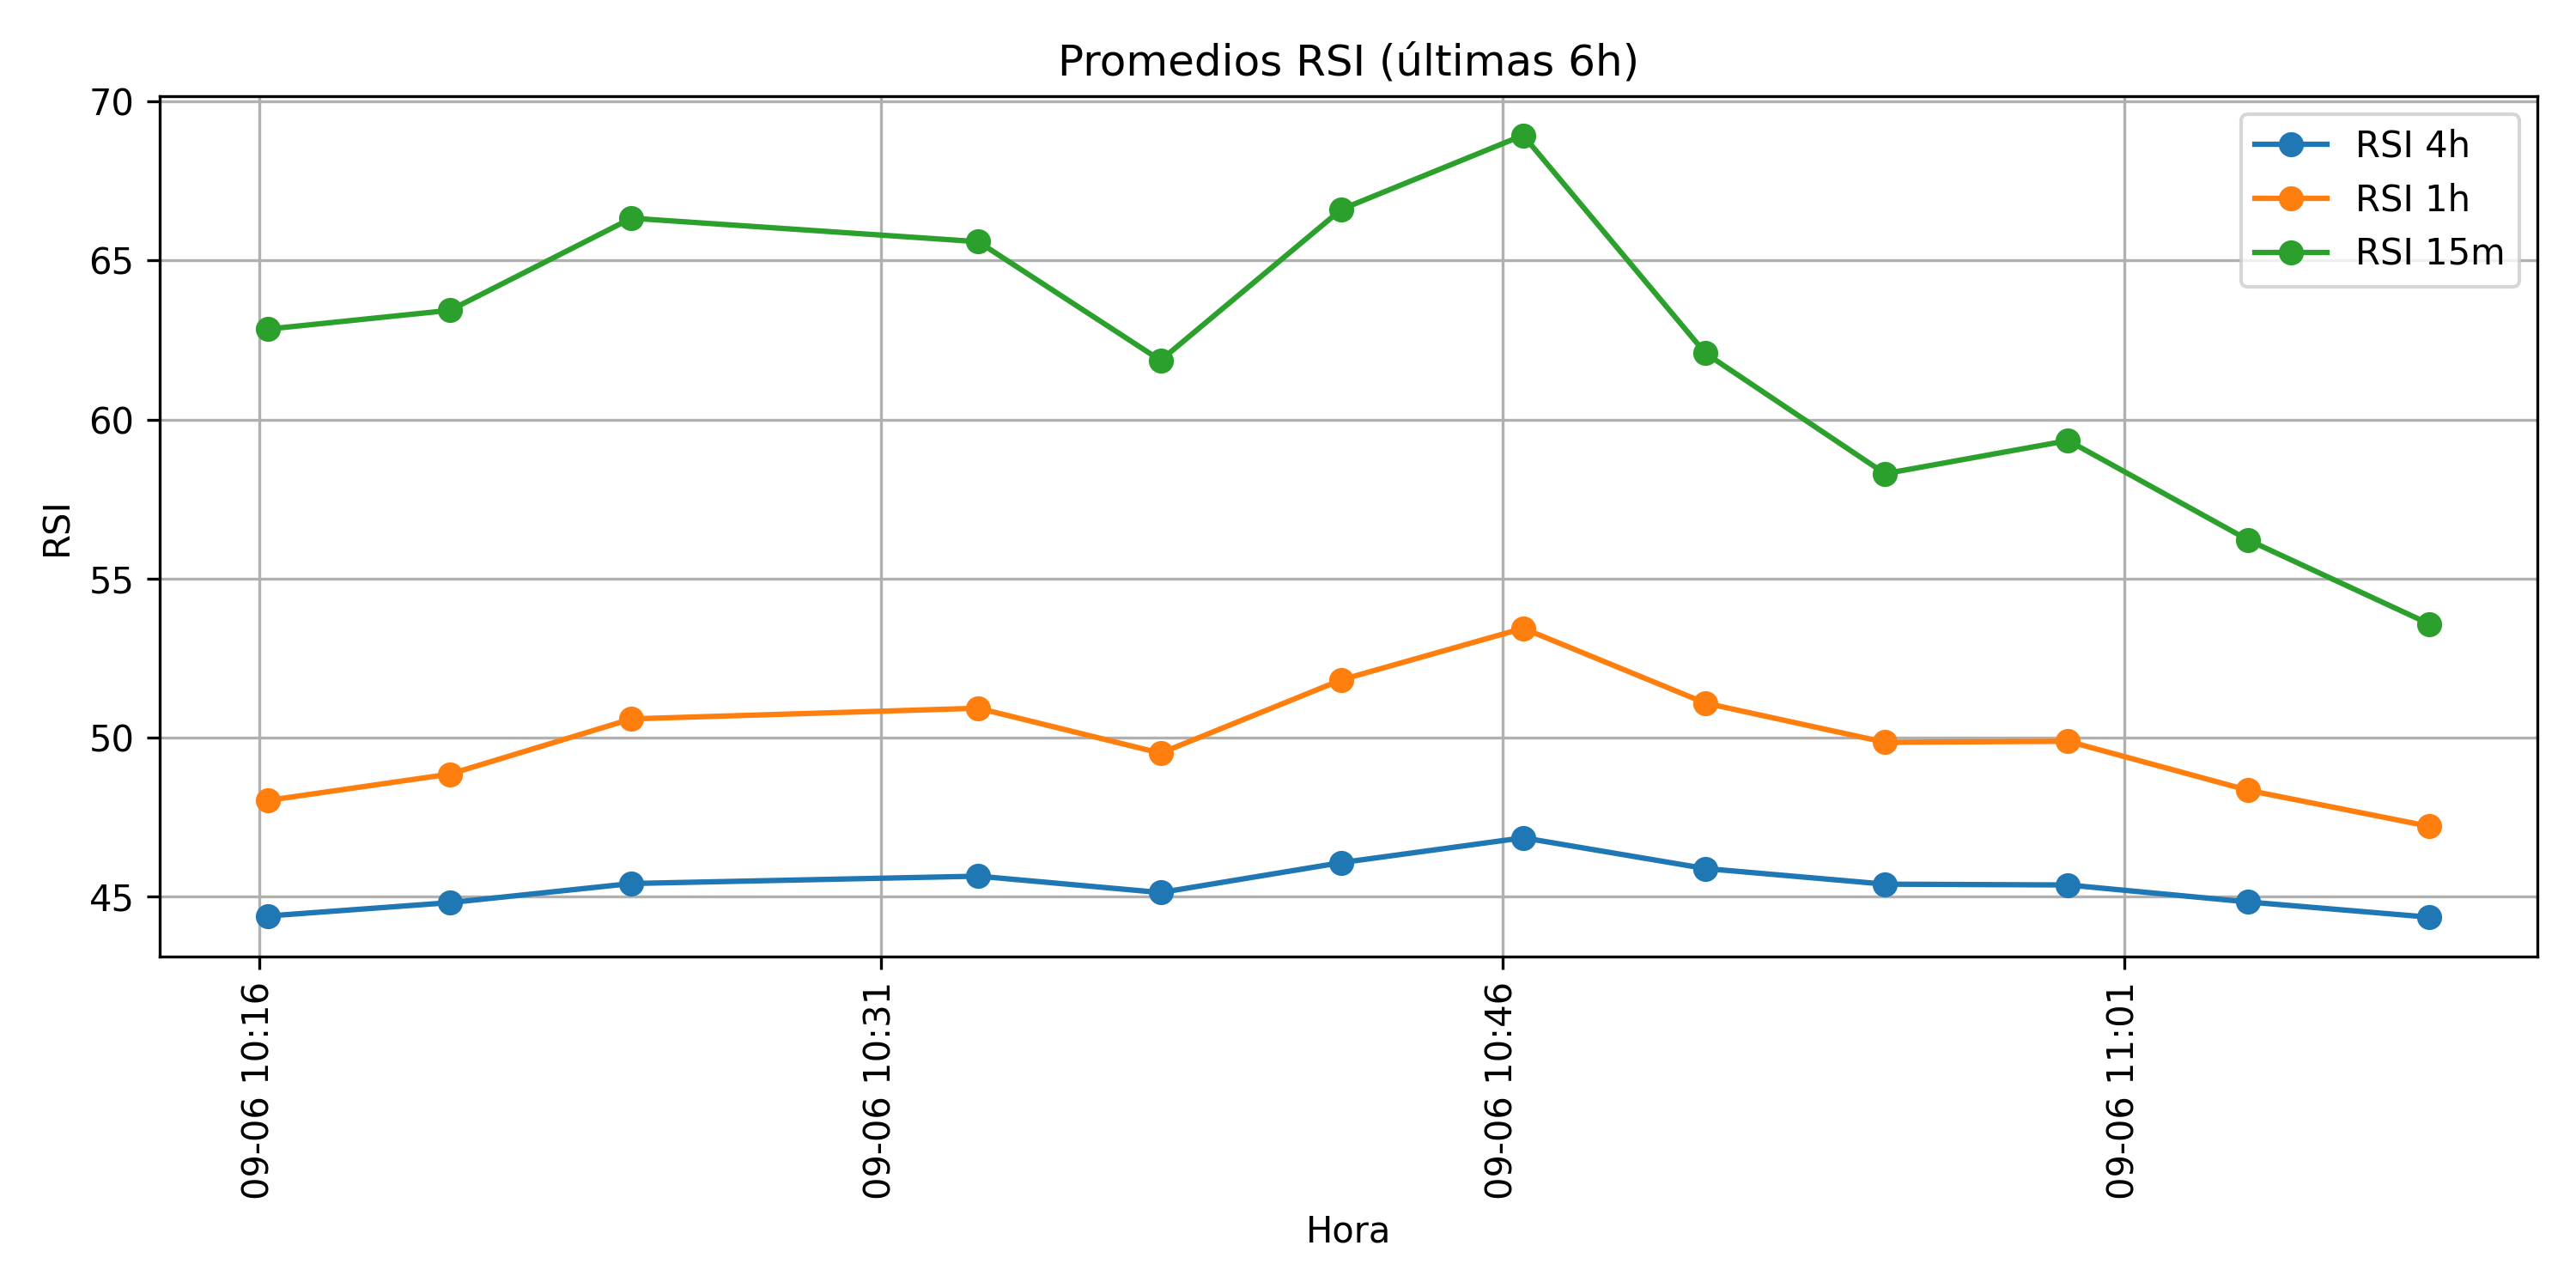 Promedios RSI (últimas 6h)
70
65
60
55
50
45
RSI
RSI 4h
RSI 1h
RSI 15m
09-06 10:16
09-06 10:31
09-06 10:46
09-06 11:01
Hora